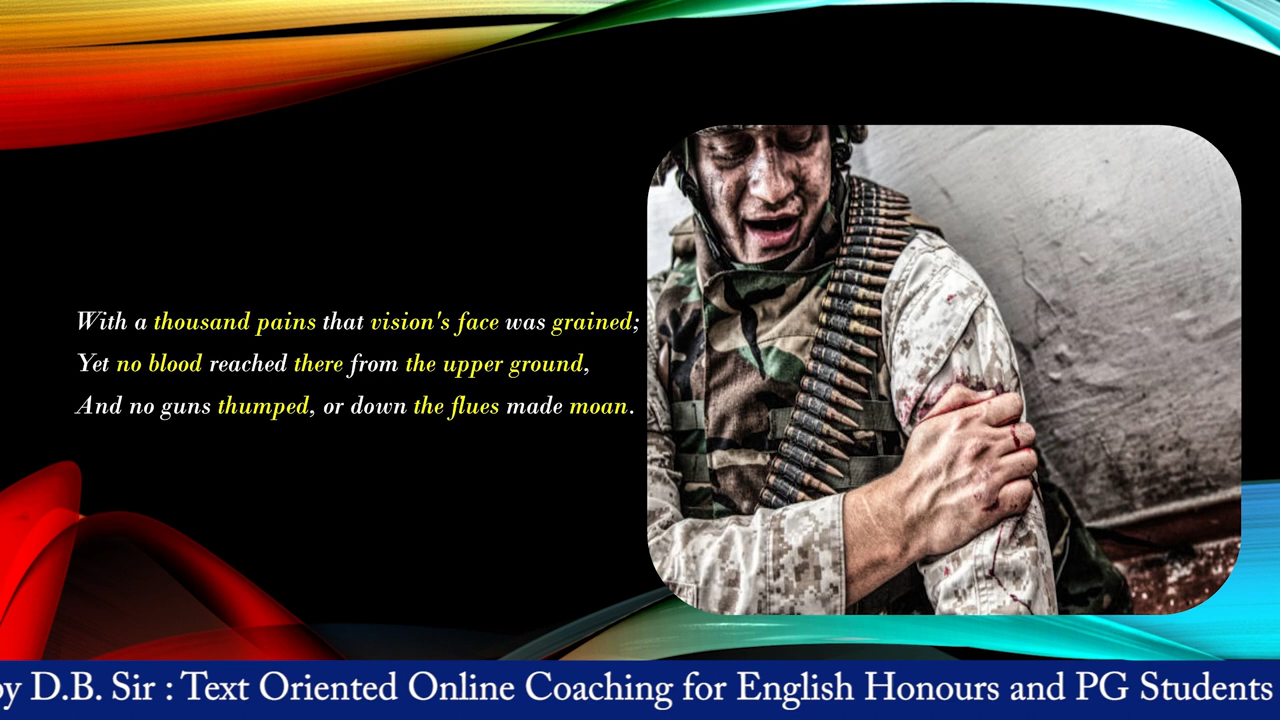 With a thousand pains that vision's face was grained;
Yet no blood reached there from the upper ground,
And no guns thumped, or down the flues made moan.
by D.B. Sir : Text Oriented Online Coaching for English Honours and PG Students